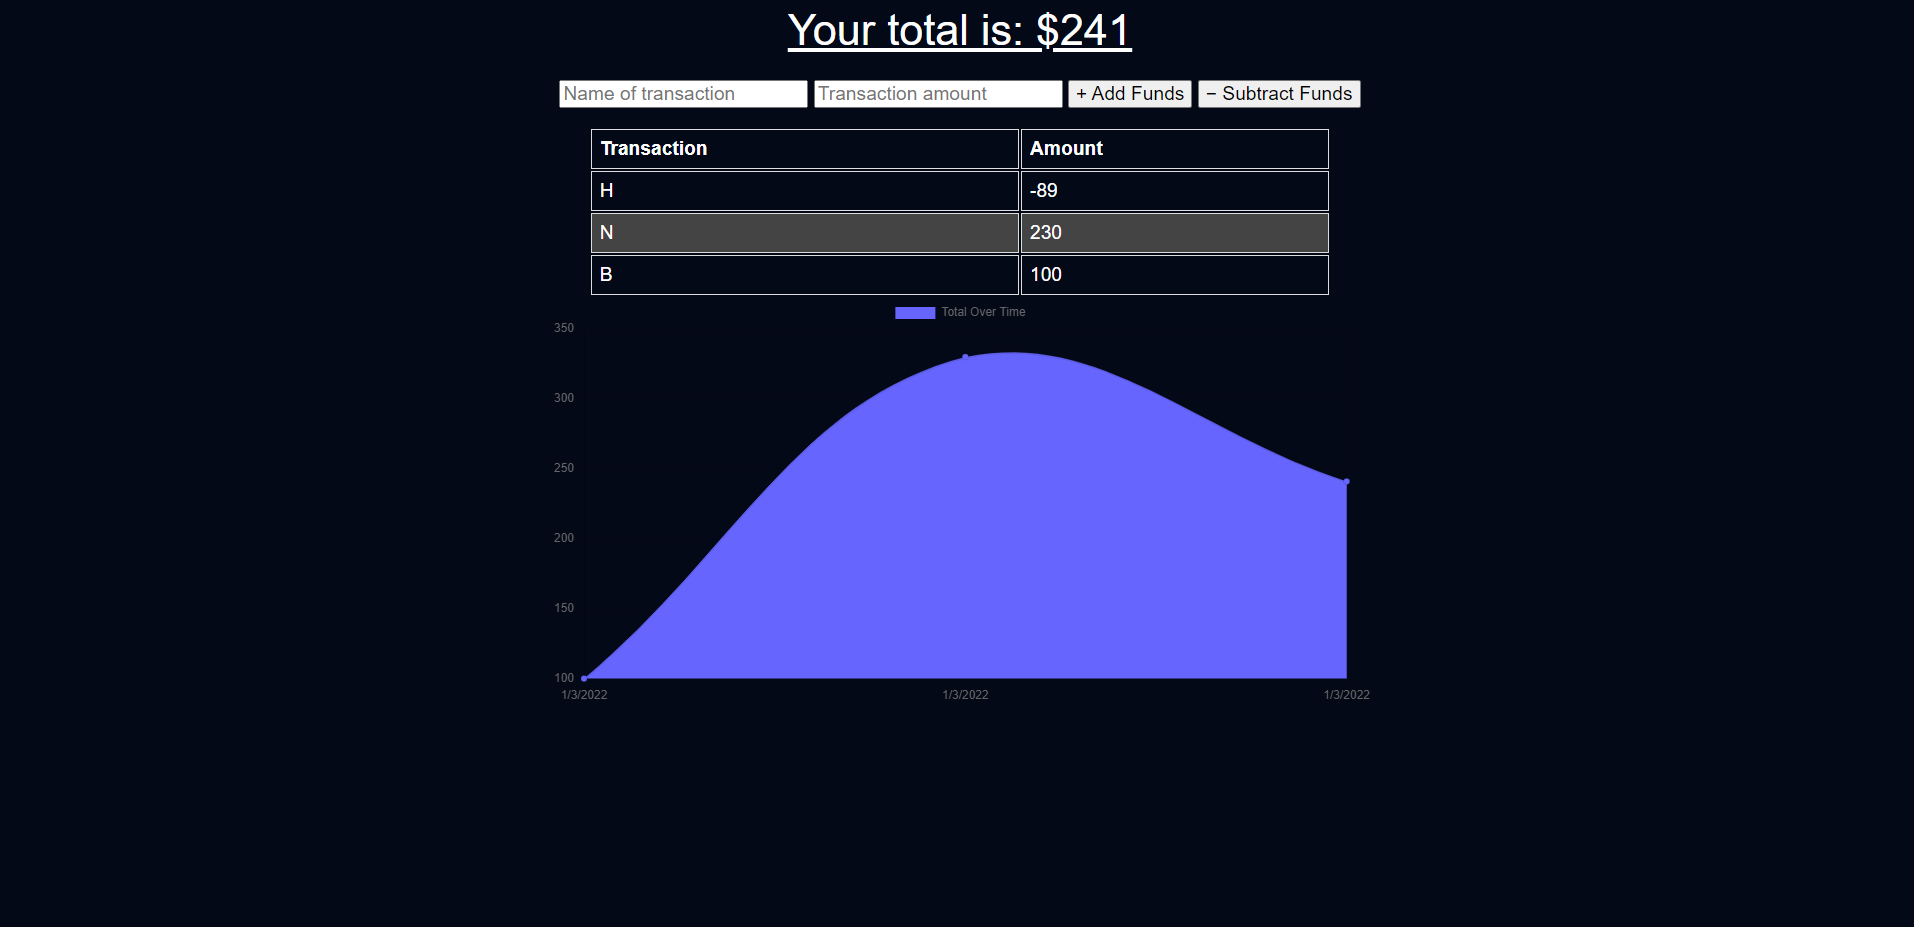 Your total is: $241
Name of transaction Transaction amount + Add Funds − Subtract Funds
Transaction Amount
H -89
N 230
B 100
Total Over Time
350
300
250
200
150
100
1/3/2022 1/3/2022 1/3/2022